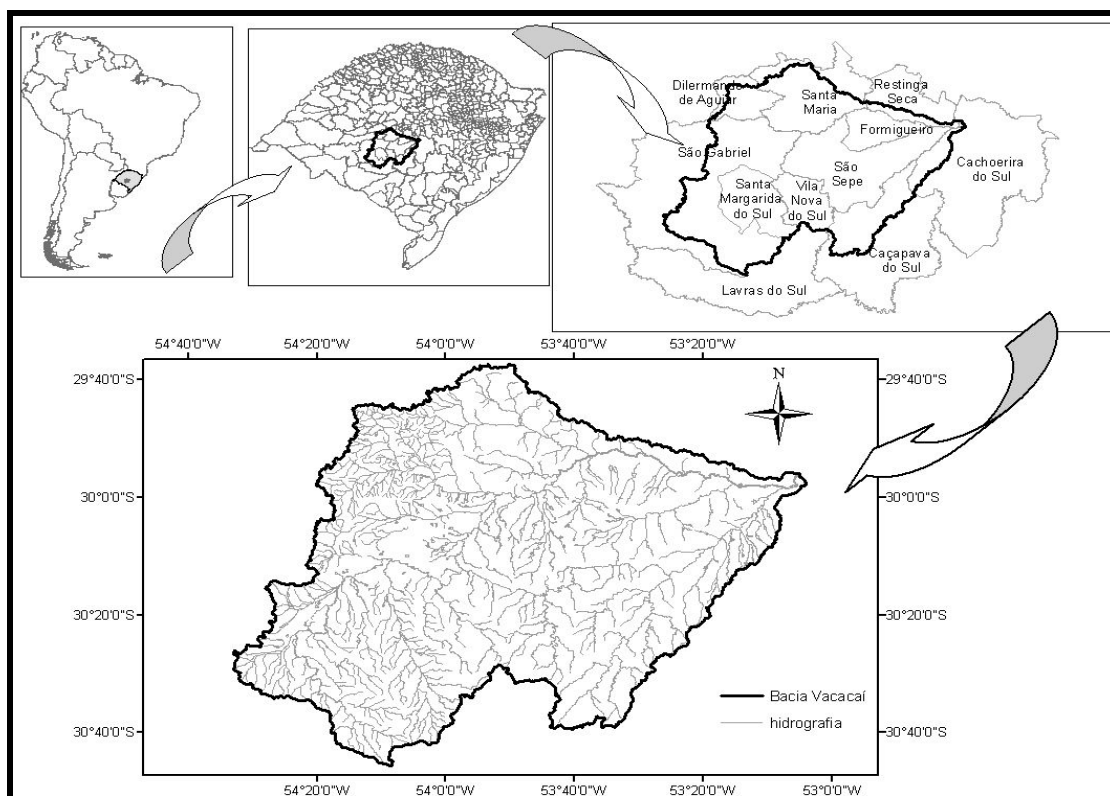 Dilermando
de Aguiar
Santa
Maria
Restinga
Seca
Formigueiro
São Gabriel
São
Sepe
Cachoerira
do Sul
Santa
Margarida
do Sul
Vila
Nova
do Sul
Caçapava
do Sul
Lavras do Sul
54°40'0"W
54°20'0"W
54°0'0"W
53°40'0"W
53°20'0"W
29°40'0"S
29°40'0"S
N
30°0'0"S
30°0'0"S
30°20'0"S
30°20'0"S
Bacia Vacacaí
hidrografia
30°40'0"S
30°40'0"S
54°20'0"W
54°0'0"W
53°40'0"W
53°20'0"W
53°0'0"W